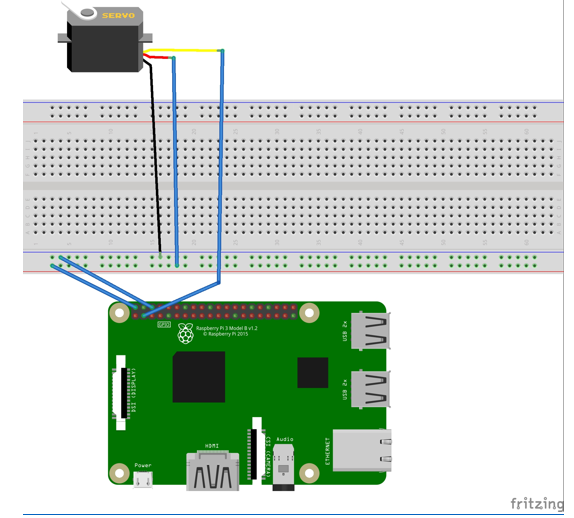 SERVO
GPIO
Raspberry Pi 3 Model B v1.2
© Raspberry Pi 2015
DSI (DISPLAY)
USB 2x
USB 2x
HDMI
CSI (CAMERA)
Audio
ETHERNET
Power
fritzing